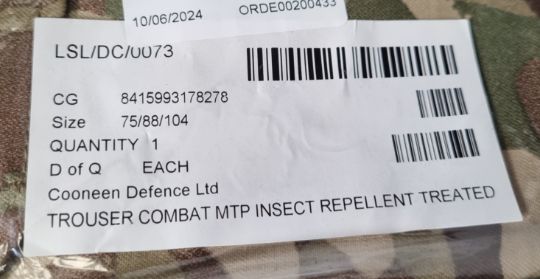 10/06/2024 ORDE00200433
LSL/DC/0073
CG 8415993178278
Size 75/88/104
QUANTITY 1
D of Q EACH
Cooneen Defence Ltd
TROUSER COMBAT MTP INSECT REPELLENT TREATED